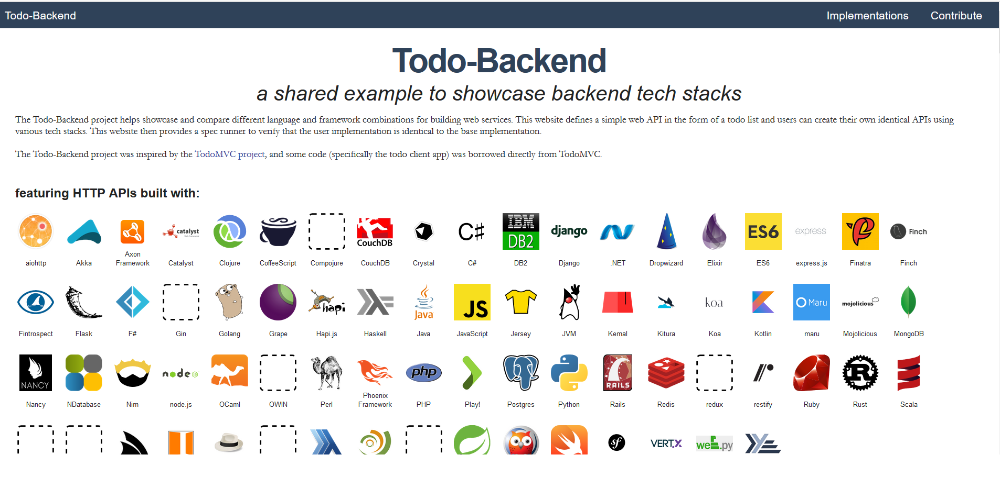 Todo-Backend Implementations Contribute
Todo-Backend
a shared example to showcase backend tech stacks
The Todo-Backend project helps showcase and compare different language and framework combinations for building web services. This website defines a simple web API in the form of a todo list and users can create their own identical APIs using
various tech stacks. This website then provides a spec runner to verify that the user implementation is identical to the base implementation.
The Todo-Backend project was inspired by the TodoMVC project, and some code (specifically the todo client app) was borrowed directly from TodoMVC.
featuring HTTP APIs built with:
catalyst
Web Framework
CouchDB
C#
IBM
DB2
django
ES6
express
Finch
aiohttp
Akka
Axon
Framework
Catalyst
Clojure
CoffeeScript
Compojure
CouchDB
Crystal
C#
DB2
Django
.NET
Dropwizard
Elixir
ES6
express.js
Finatra
Finch
hapi
Java
JS
koa
Maru
mojolicious
Fintrospect
Flask
F#
Gin
Golang
Grape
Hapi.js
Haskell
Java
JavaScript
Jersey
JVM
Kemal
Kitura
Koa
Kotlin
maru
Mojolicious
MongoDB
NANCY
node
JS
php
RAILS
R
Nancy
NDatabase
Nim
node.js
OCaml
OWIN
Perl
Phoenix
Framework
PHP
Play!
Postgres
Python
Rails
Redis
redux
restify
Ruby
Rust
Scala
sf
VERT.X
web.py